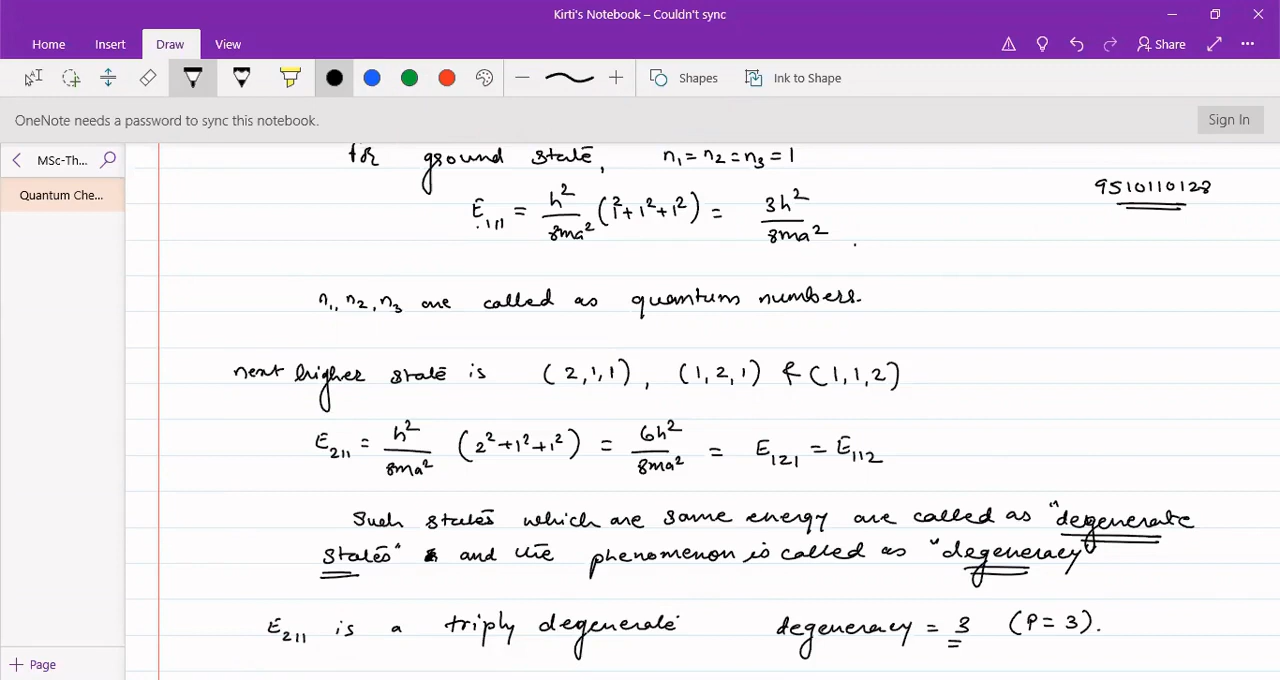 Kirti's Notebook – Couldn't sync
Home Insert Draw View Share
Shapes Ink to Shape
OneNote needs a password to sync this notebook. Sign In
MSc-Th...
Quantum Che...
for ground state, n₁ = n₂ = n₃ = 1
9510110128
E₁₁₁ = h²/8ma² (1² + 1² + 1²) = 3h²/8ma².
n₁, n₂, n₃ are called as quantum numbers.
next higher state is (2,1,1), (1,2,1) & (1,1,2)
E₂₁₁ = h²/8ma² (2² + 1² + 1²) = 6h²/8ma² = E₁₂₁ = E₁₁₂
Such states which are same energy are called as "degenerate
states" & and the phenomenon is called as "degeneracy"
E₂₁₁ is a triply degenerate degeneracy = 3 (P = 3).
+ Page